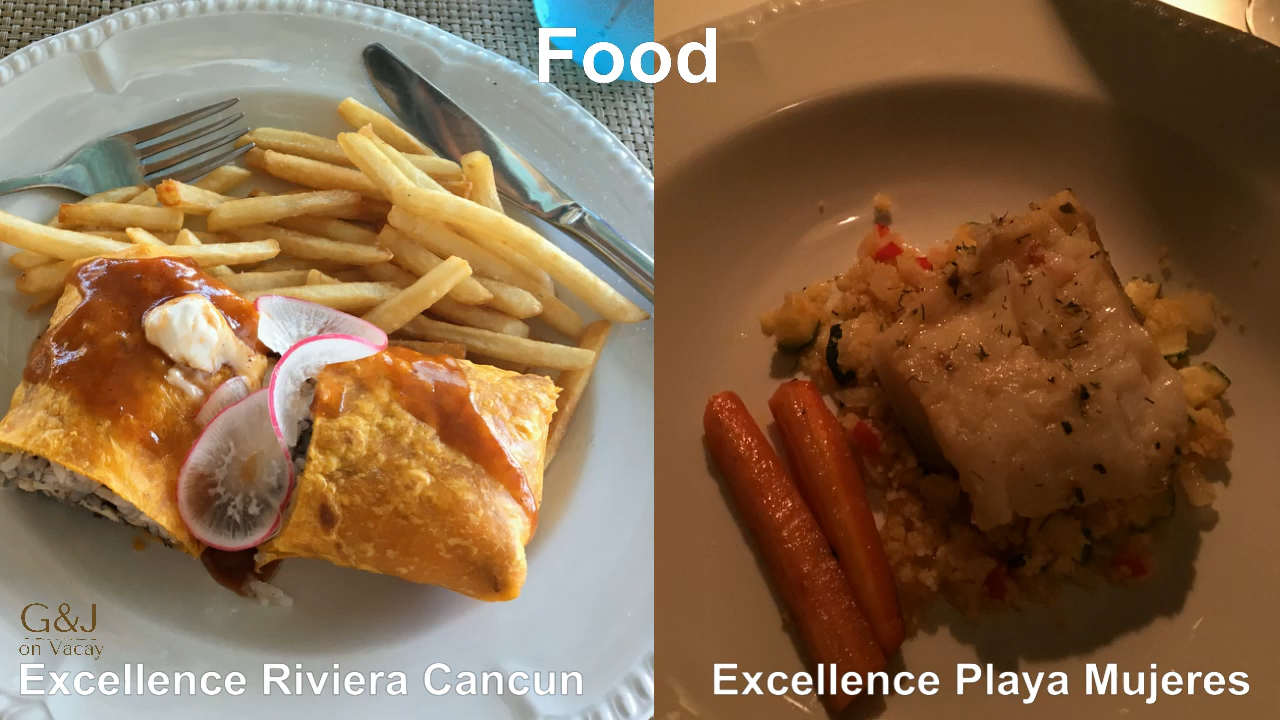 Food
G&J
on Vacay
Excellence Riviera Cancun
Excellence Playa Mujeres